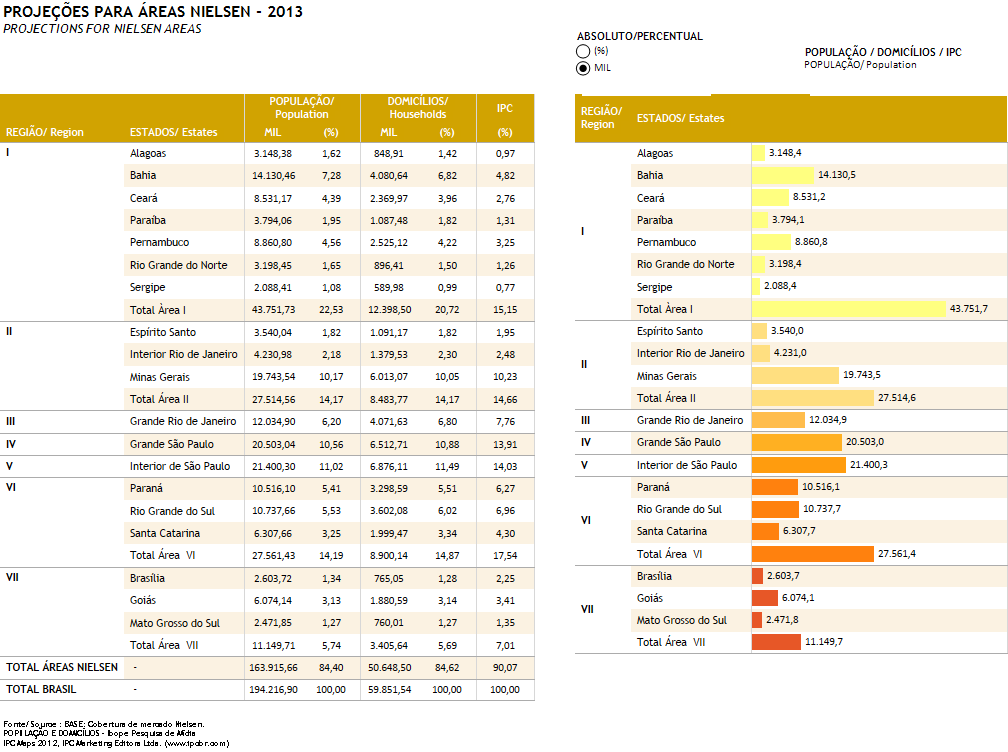 PROJEÇÕES PARA ÁREAS NIELSEN - 2013
PROJECTIONS FOR NIELSEN AREAS
POPULAÇÃO/ DOMICÍLIOS/ IPC
Population Households
REGIÃO/ Region ESTADOS/ Estates MIL (%) MIL (%) (%)
I Alagoas 3.148,38 1,62 848,91 1,42 0,97
Bahia 14.130,46 7,28 4.080,64 6,82 4,82
Ceará 8.531,17 4,39 2.369,97 3,96 2,76
Paraíba 3.794,06 1,95 1.087,48 1,82 1,31
Pernambuco 8.860,80 4,56 2.525,12 4,22 3,25
Rio Grande do Norte 3.198,45 1,65 896,41 1,50 1,26
Sergipe 2.088,41 1,08 589,98 0,99 0,77
Total Àrea I 43.751,73 22,53 12.398,50 20,72 15,15
II Espírito Santo 3.540,04 1,82 1.091,17 1,82 1,95
Interior Rio de Janeiro 4.230,98 2,18 1.379,53 2,30 2,48
Minas Gerais 19.743,54 10,17 6.013,07 10,05 10,23
Total Área II 27.514,56 14,17 8.483,77 14,17 14,66
III Grande Rio de Janeiro 12.034,90 6,20 4.071,63 6,80 7,76
IV Grande São Paulo 20.503,04 10,56 6.512,71 10,88 13,91
V Interior de São Paulo 21.400,30 11,02 6.876,11 11,49 14,03
VI Paraná 10.516,10 5,41 3.298,59 5,51 6,27
Rio Grande do Sul 10.737,66 5,53 3.602,08 6,02 6,96
Santa Catarina 6.307,66 3,25 1.999,47 3,34 4,30
Total Área VI 27.561,43 14,19 8.900,14 14,87 17,54
VII Brasília 2.603,72 1,34 765,05 1,28 2,25
Goiás 6.074,14 3,13 1.880,59 3,14 3,41
Mato Grosso do Sul 2.471,85 1,27 760,01 1,27 1,35
Total Área VII 11.149,71 5,74 3.405,64 5,69 7,01
TOTAL ÁREAS NIELSEN - 163.915,66 84,40 50.648,50 84,62 90,07
TOTAL BRASIL - 194.216,90 100,00 59.851,54 100,00 100,00
Fonte/ Source : BASE: Cobertura de mercado Nielsen.
POPULAÇÃO E DOMICÍLIOS - Ibope Pesquisa de Mídia
IPC Maps 2012, IPC Marketing Editora Ltda. (www.ipcbr.com)
ABSOLUTO/PERCENTUAL
(%)
MIL
POPULAÇÃO / DOMICÍLIOS / IPC
POPULAÇÃO/ Population
REGIÃO/ ESTADOS/ Estates
Region
I
Alagoas 3.148,4
Bahia 14.130,5
Ceará 8.531,2
Paraíba 3.794,1
Pernambuco 8.860,8
Rio Grande do Norte 3.198,4
Sergipe 2.088,4
Total Àrea I 43.751,7
II
Espírito Santo 3.540,0
Interior Rio de Janeiro 4.231,0
Minas Gerais 19.743,5
Total Área II 27.514,6
III Grande Rio de Janeiro 12.034,9
IV Grande São Paulo 20.503,0
V Interior de São Paulo 21.400,3
VI
Paraná 10.516,1
Rio Grande do Sul 10.737,7
Santa Catarina 6.307,7
Total Área VI 27.561,4
VII
Brasília 2.603,7
Goiás 6.074,1
Mato Grosso do Sul 2.471,8
Total Área VII 11.149,7